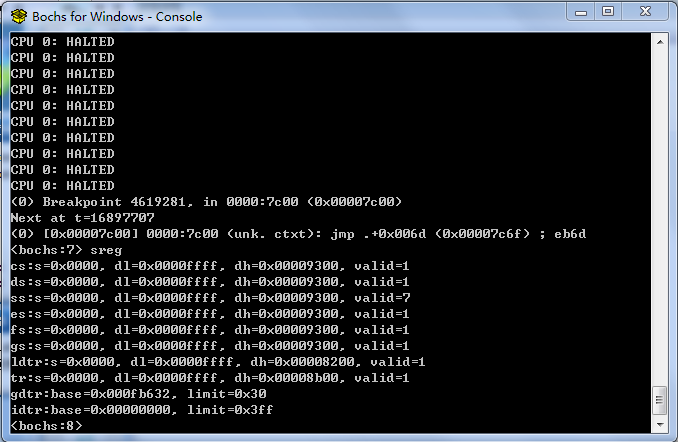 Bochs for Windows - Console
CPU 0: HALTED
CPU 0: HALTED
CPU 0: HALTED
CPU 0: HALTED
CPU 0: HALTED
CPU 0: HALTED
CPU 0: HALTED
CPU 0: HALTED
CPU 0: HALTED
CPU 0: HALTED
(0) Breakpoint 4619281, in 0000:7c00 (0x00007c00)
Next at t=16897707
(0) [0x00007c00] 0000:7c00 (unk. ctxt): jmp .+0x006d (0x00007c6f) ; eb6d
<bochs:7> sreg
cs:s=0x0000, dl=0x0000ffff, dh=0x00009300, valid=1
ds:s=0x0000, dl=0x0000ffff, dh=0x00009300, valid=1
ss:s=0x0000, dl=0x0000ffff, dh=0x00009300, valid=7
es:s=0x0000, dl=0x0000ffff, dh=0x00009300, valid=1
fs:s=0x0000, dl=0x0000ffff, dh=0x00009300, valid=1
gs:s=0x0000, dl=0x0000ffff, dh=0x00009300, valid=1
ldtr:s=0x0000, dl=0x0000ffff, dh=0x00008200, valid=1
tr:s=0x0000, dl=0x0000ffff, dh=0x00008b00, valid=1
gdtr:base=0x000fb632, limit=0x30
idtr:base=0x00000000, limit=0x3ff
<bochs:8>